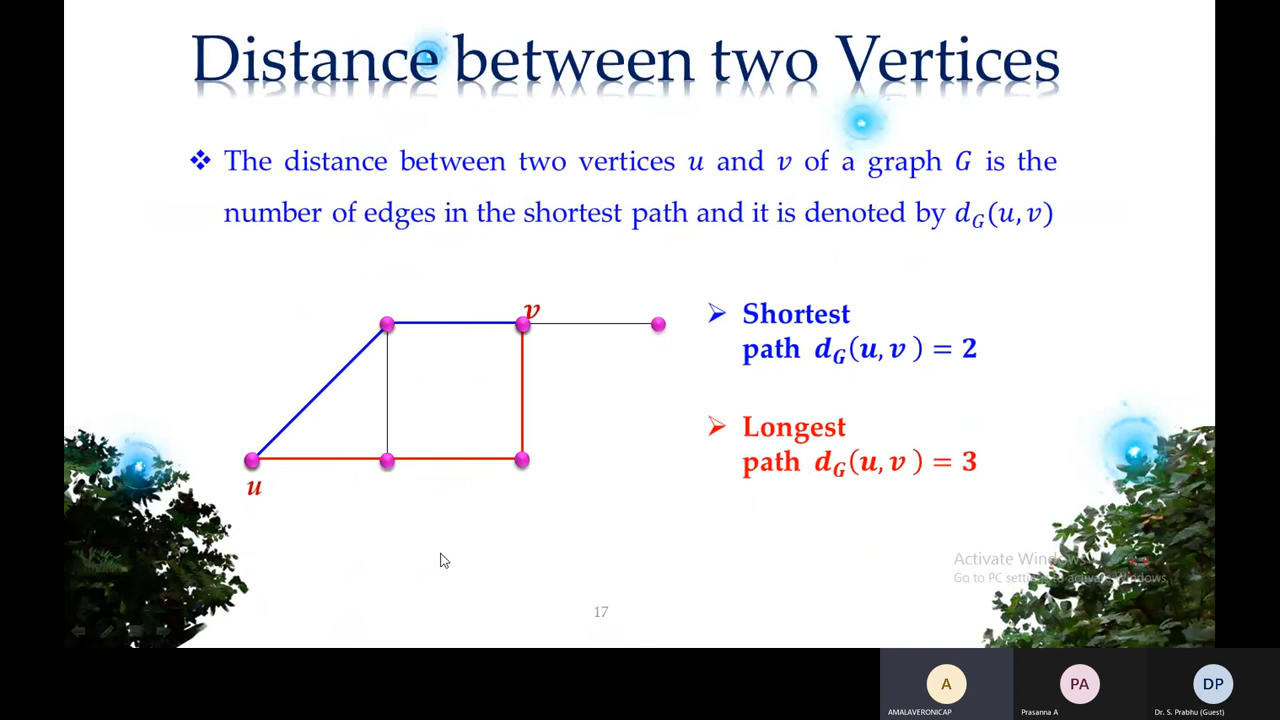 Distance between two Vertices
❖ The distance between two vertices u and v of a graph G is the
number of edges in the shortest path and it is denoted by d_G(u, v)
v
➢ Shortest
path d_G(u, v) = 2
➢ Longest
path d_G(u, v) = 3
u
Activate Windows
Go to PC settings to activate Windows.
17
A
PA
DP
AMALAVERONICAP
Prasanna A
Dr. S. Prabhu (Guest)